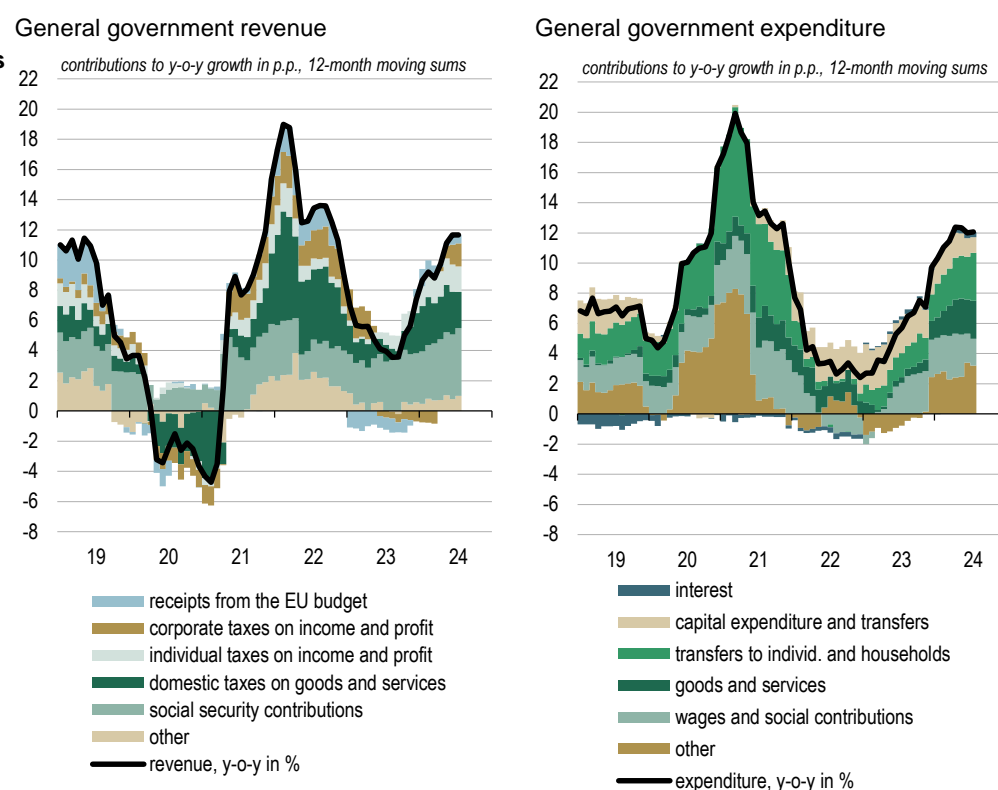 General government revenue
s
contributions to y-o-y growth in p.p., 12-month moving sums
22
20
18
16
14
12
10
8
6
4
2
0
-2
-4
-6
-8
19 20 21 22 23 24
receipts from the EU budget
corporate taxes on income and profit
individual taxes on income and profit
domestic taxes on goods and services
social security contributions
other
revenue, y-o-y in %
General government expenditure
contributions to y-o-y growth in p.p., 12-month moving sums
22
20
18
16
14
12
10
8
6
4
2
0
-2
-4
-6
-8
19 20 21 22 23 24
interest
capital expenditure and transfers
transfers to individ. and households
goods and services
wages and social contributions
other
expenditure, y-o-y in %